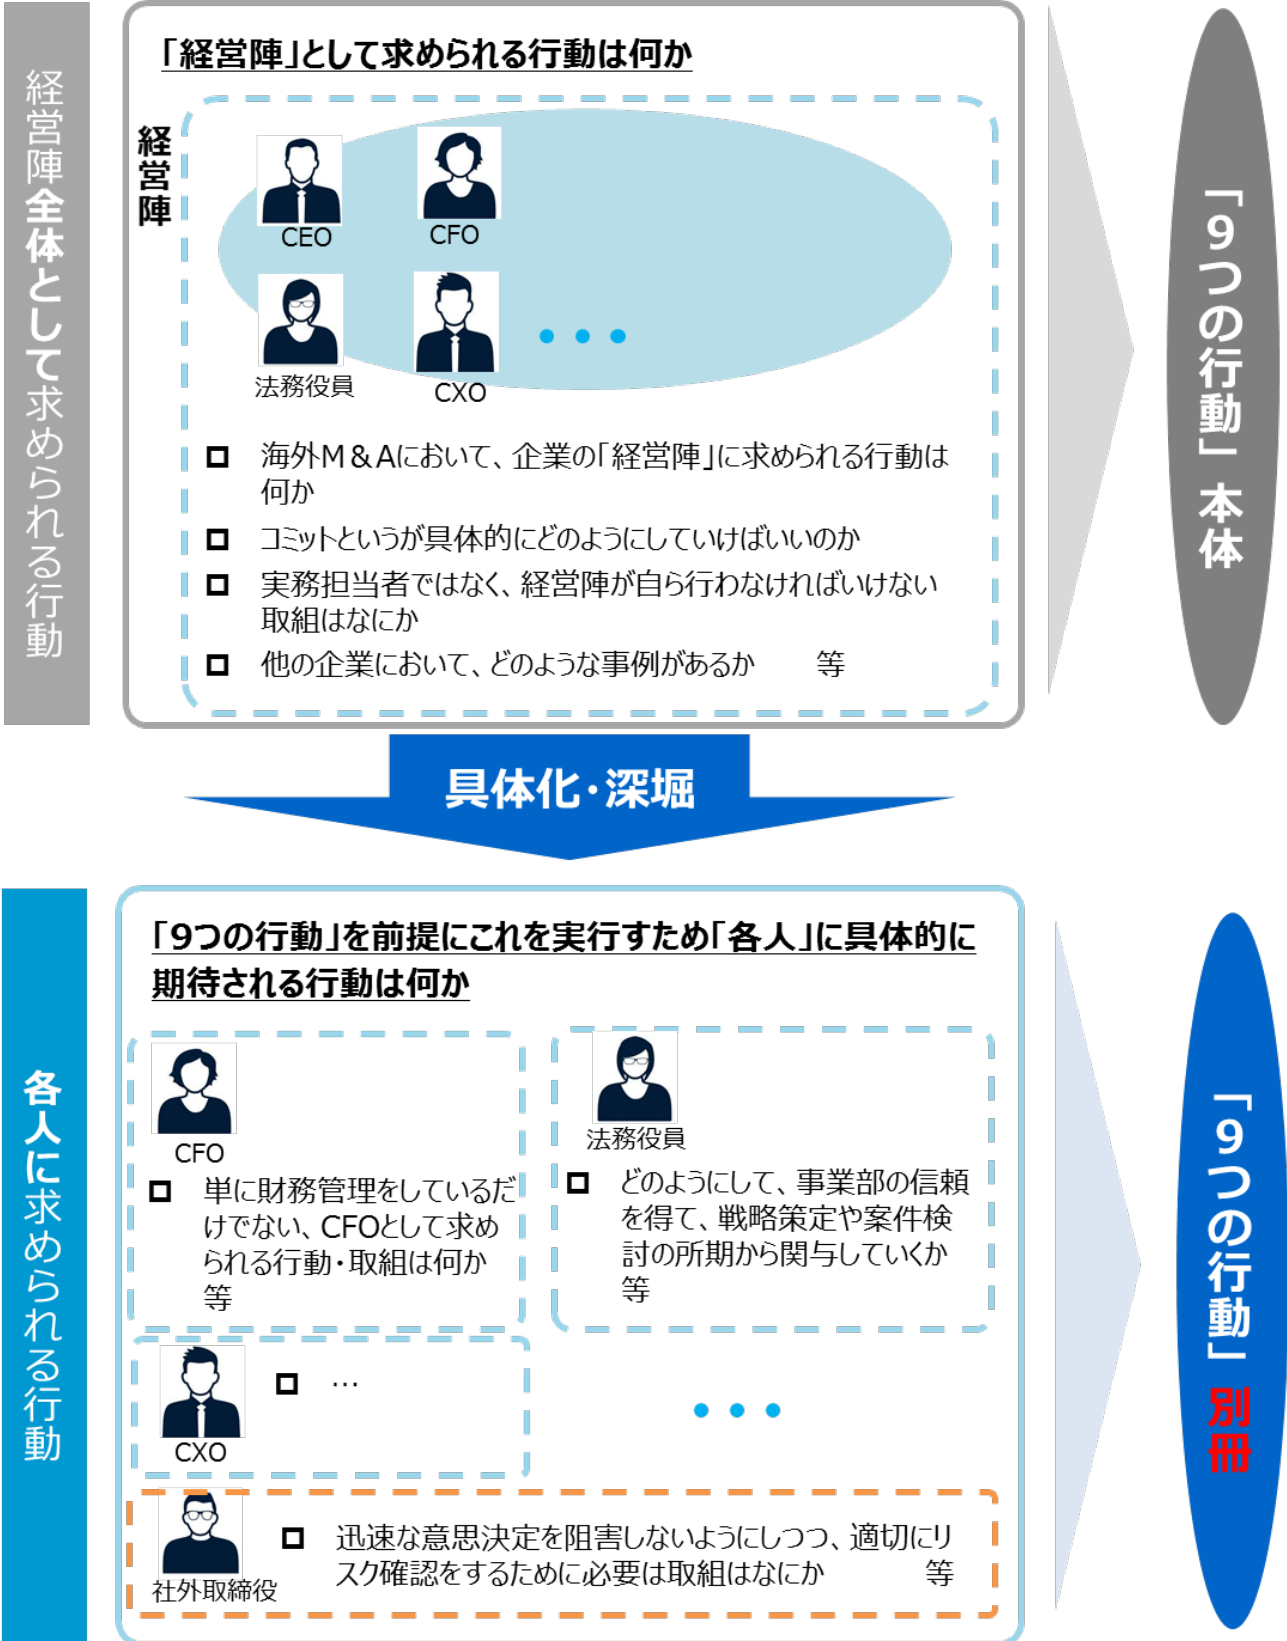 経営陣全体として求められる行動
「経営陣」として求められる行動は何か
経営陣
CEO
CFO
法務役員
CXO
・・・
海外M&Aにおいて、企業の「経営陣」に求められる行動は
何か
コミットというが具体的にどのようにしていけばいいのか
実務担当者ではなく、経営陣が自ら行わなければいけない
取組はなにか
他の企業において、どのような事例があるか 等
「9つの行動」本体
具体化・深堀
各人に求められる行動
「9つの行動」を前提にこれを実行すため「各人」に具体的に
期待される行動は何か
CFO
単に財務管理をしているだ
けでない、CFOとして求め
られる行動・取組は何か
等
法務役員
どのようにして、事業部の信頼
を得て、戦略策定や案件検
討の所期から関与していくか
等
CXO
…
・・・
社外取締役
迅速な意思決定を阻害しないようにしつつ、適切にリ
スク確認をするために必要は取組はなにか 等
「9つの行動」別冊